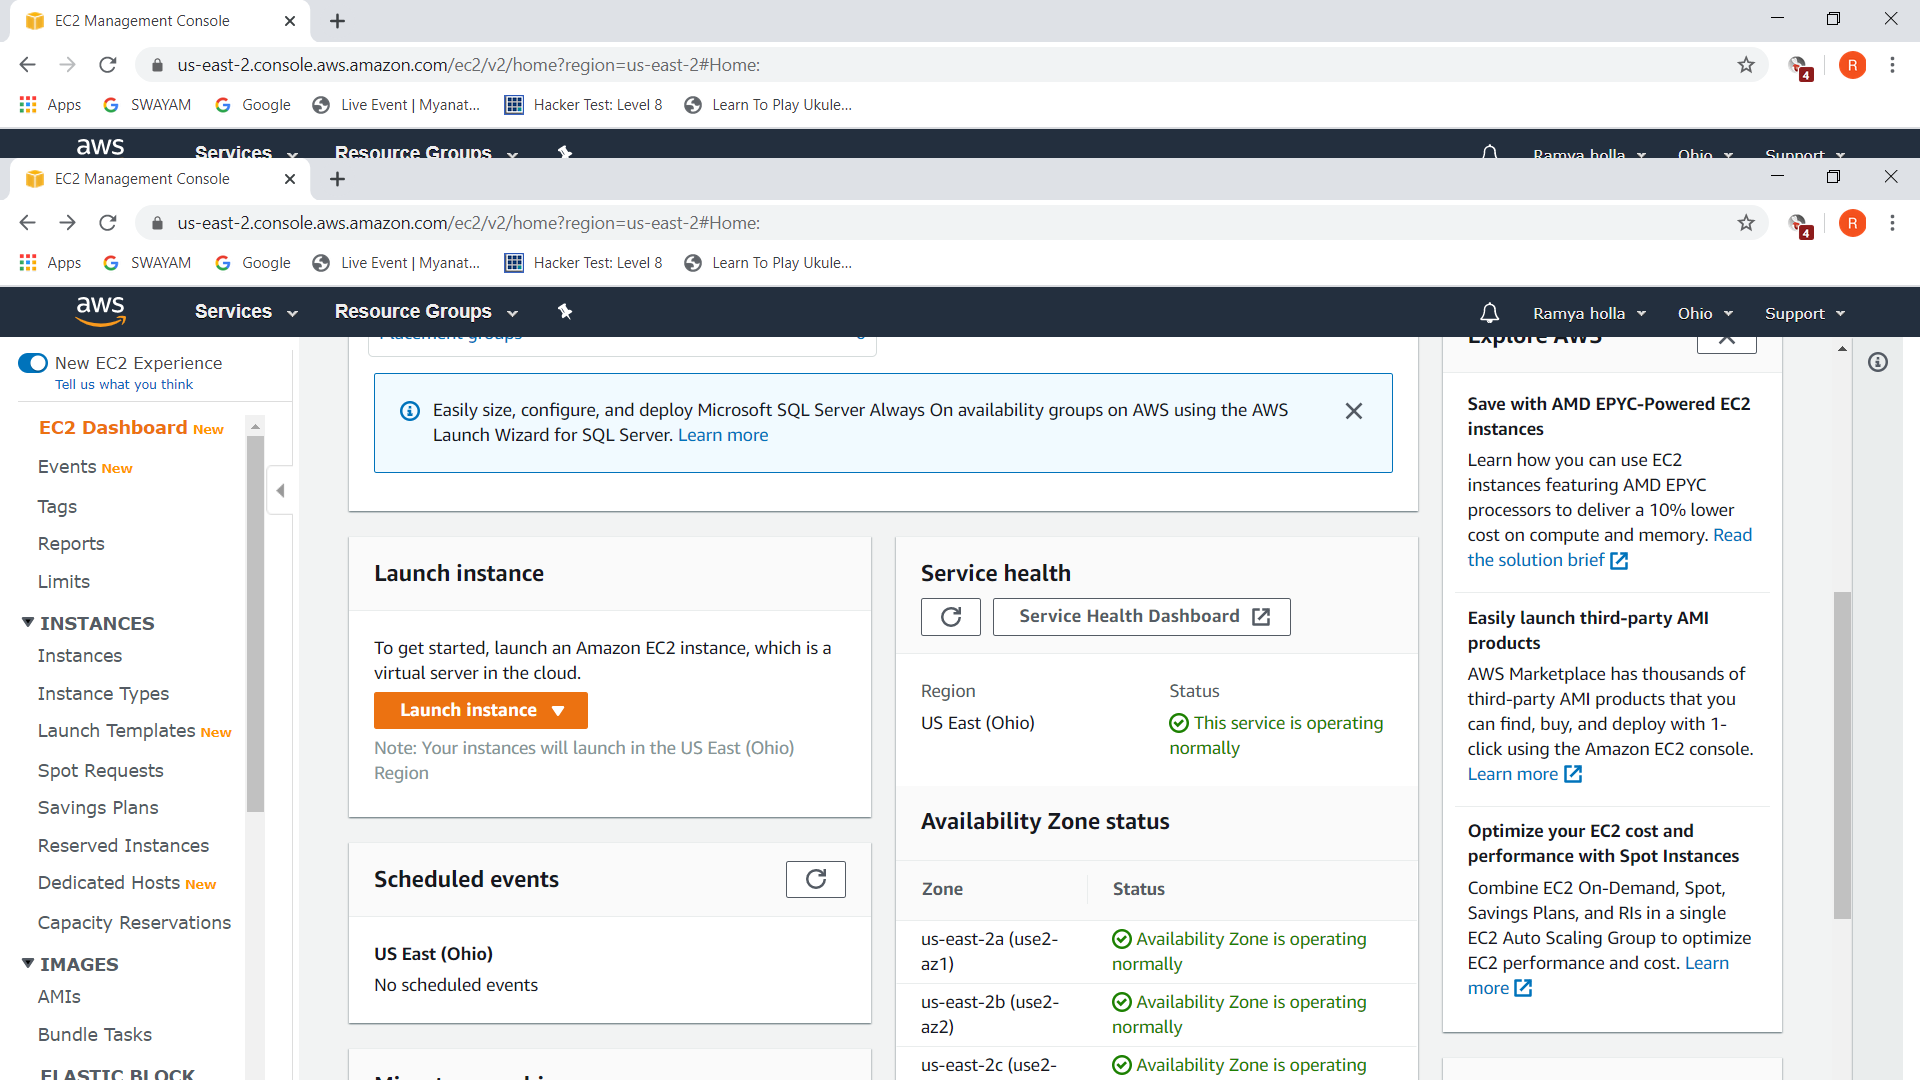 EC2 Management Console
us-east-2.console.aws.amazon.com/ec2/v2/home?region=us-east-2#Home:
R
4
Apps SWAYAM Google Live Event | Myanat... Hacker Test: Level 8 Learn To Play Ukule...
aws Services Resource Groups Ramya holla Ohio Support
EC2 Management Console
us-east-2.console.aws.amazon.com/ec2/v2/home?region=us-east-2#Home:
R
4
Apps SWAYAM Google Live Event | Myanat... Hacker Test: Level 8 Learn To Play Ukule...
aws Services Resource Groups Ramya holla Ohio Support
New EC2 Experience
Tell us what you think
EC2 Dashboard New
Events New
Tags
Reports
Limits
INSTANCES
Instances
Instance Types
Launch Templates New
Spot Requests
Savings Plans
Reserved Instances
Dedicated Hosts New
Capacity Reservations
IMAGES
AMIs
Bundle Tasks
ELASTIC BLOCK
Placement groups
Easily size, configure, and deploy Microsoft SQL Server Always On availability groups on AWS using the AWS
Launch Wizard for SQL Server. Learn more
Launch instance
To get started, launch an Amazon EC2 instance, which is a
virtual server in the cloud.
Launch instance
Note: Your instances will launch in the US East (Ohio)
Region
Scheduled events
US East (Ohio)
No scheduled events
Service health
Service Health Dashboard
Region Status
US East (Ohio) This service is operating
normally
Availability Zone status
Zone Status
us-east-2a (use2- Availability Zone is operating
az1) normally
us-east-2b (use2- Availability Zone is operating
az2) normally
us-east-2c (use2- Availability Zone is operating
Explore AWS
Save with AMD EPYC-Powered EC2
instances
Learn how you can use EC2
instances featuring AMD EPYC
processors to deliver a 10% lower
cost on compute and memory. Read
the solution brief
Easily launch third-party AMI
products
AWS Marketplace has thousands of
third-party AMI products that you
can find, buy, and deploy with 1-
click using the Amazon EC2 console.
Learn more
Optimize your EC2 cost and
performance with Spot Instances
Combine EC2 On-Demand, Spot,
Savings Plans, and RIs in a single
EC2 Auto Scaling Group to optimize
EC2 performance and cost. Learn
more